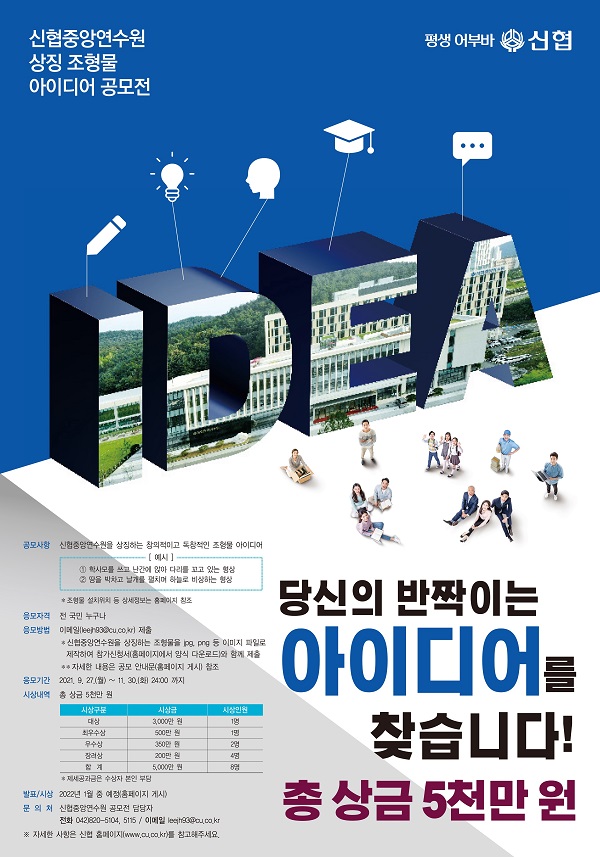 신협중앙연수원
상징 조형물
아이디어 공모전
평생 어부바 신협
IDEA
공모사항 신협중앙연수원을 상징하는 창의적이고 독창적인 조형물 아이디어
[ 예시 ]
① 학사모를 쓰고 난간에 앉아 다리를 꼬고 있는 형상
② 땅을 박차고 날개를 펼치며 하늘로 비상하는 형상
* 조형물 설치위치 등 상세정보는 홈페이지 참조
응모자격 전 국민 누구나
응모방법 이메일(leejh93@cu.co.kr) 제출
* 신협중앙연수원을 상징하는 조형물을 jpg, png 등 이미지 파일로
제작하여 참가신청서(홈페이지에서 양식 다운로드)와 함께 제출
** 자세한 내용은 공모 안내문(홈페이지 게시) 참조
응모기간 2021. 9. 27.(월) ~ 11. 30.(화) 24:00 까지
시상내역 총 상금 5천만 원
시상구분 시상금 시상인원
대상 3,000만 원 1명
최우수상 500만 원 1명
우수상 350만 원 2명
장려상 200만 원 4명
합 계 5,000만 원 8명
* 제세공과금은 수상자 본인 부담
발표/시상 2022년 1월 중 예정(홈페이지 게시)
문 의 처 신협중앙연수원 공모전 담당자
전화 042)620-5104, 5115 / 이메일 leejh93@cu.co.kr
※ 자세한 사항은 신협 홈페이지(www.cu.co.kr)를 참고해주세요.
당신의 반짝이는
아이디어를
찾습니다!
총 상금 5천만 원